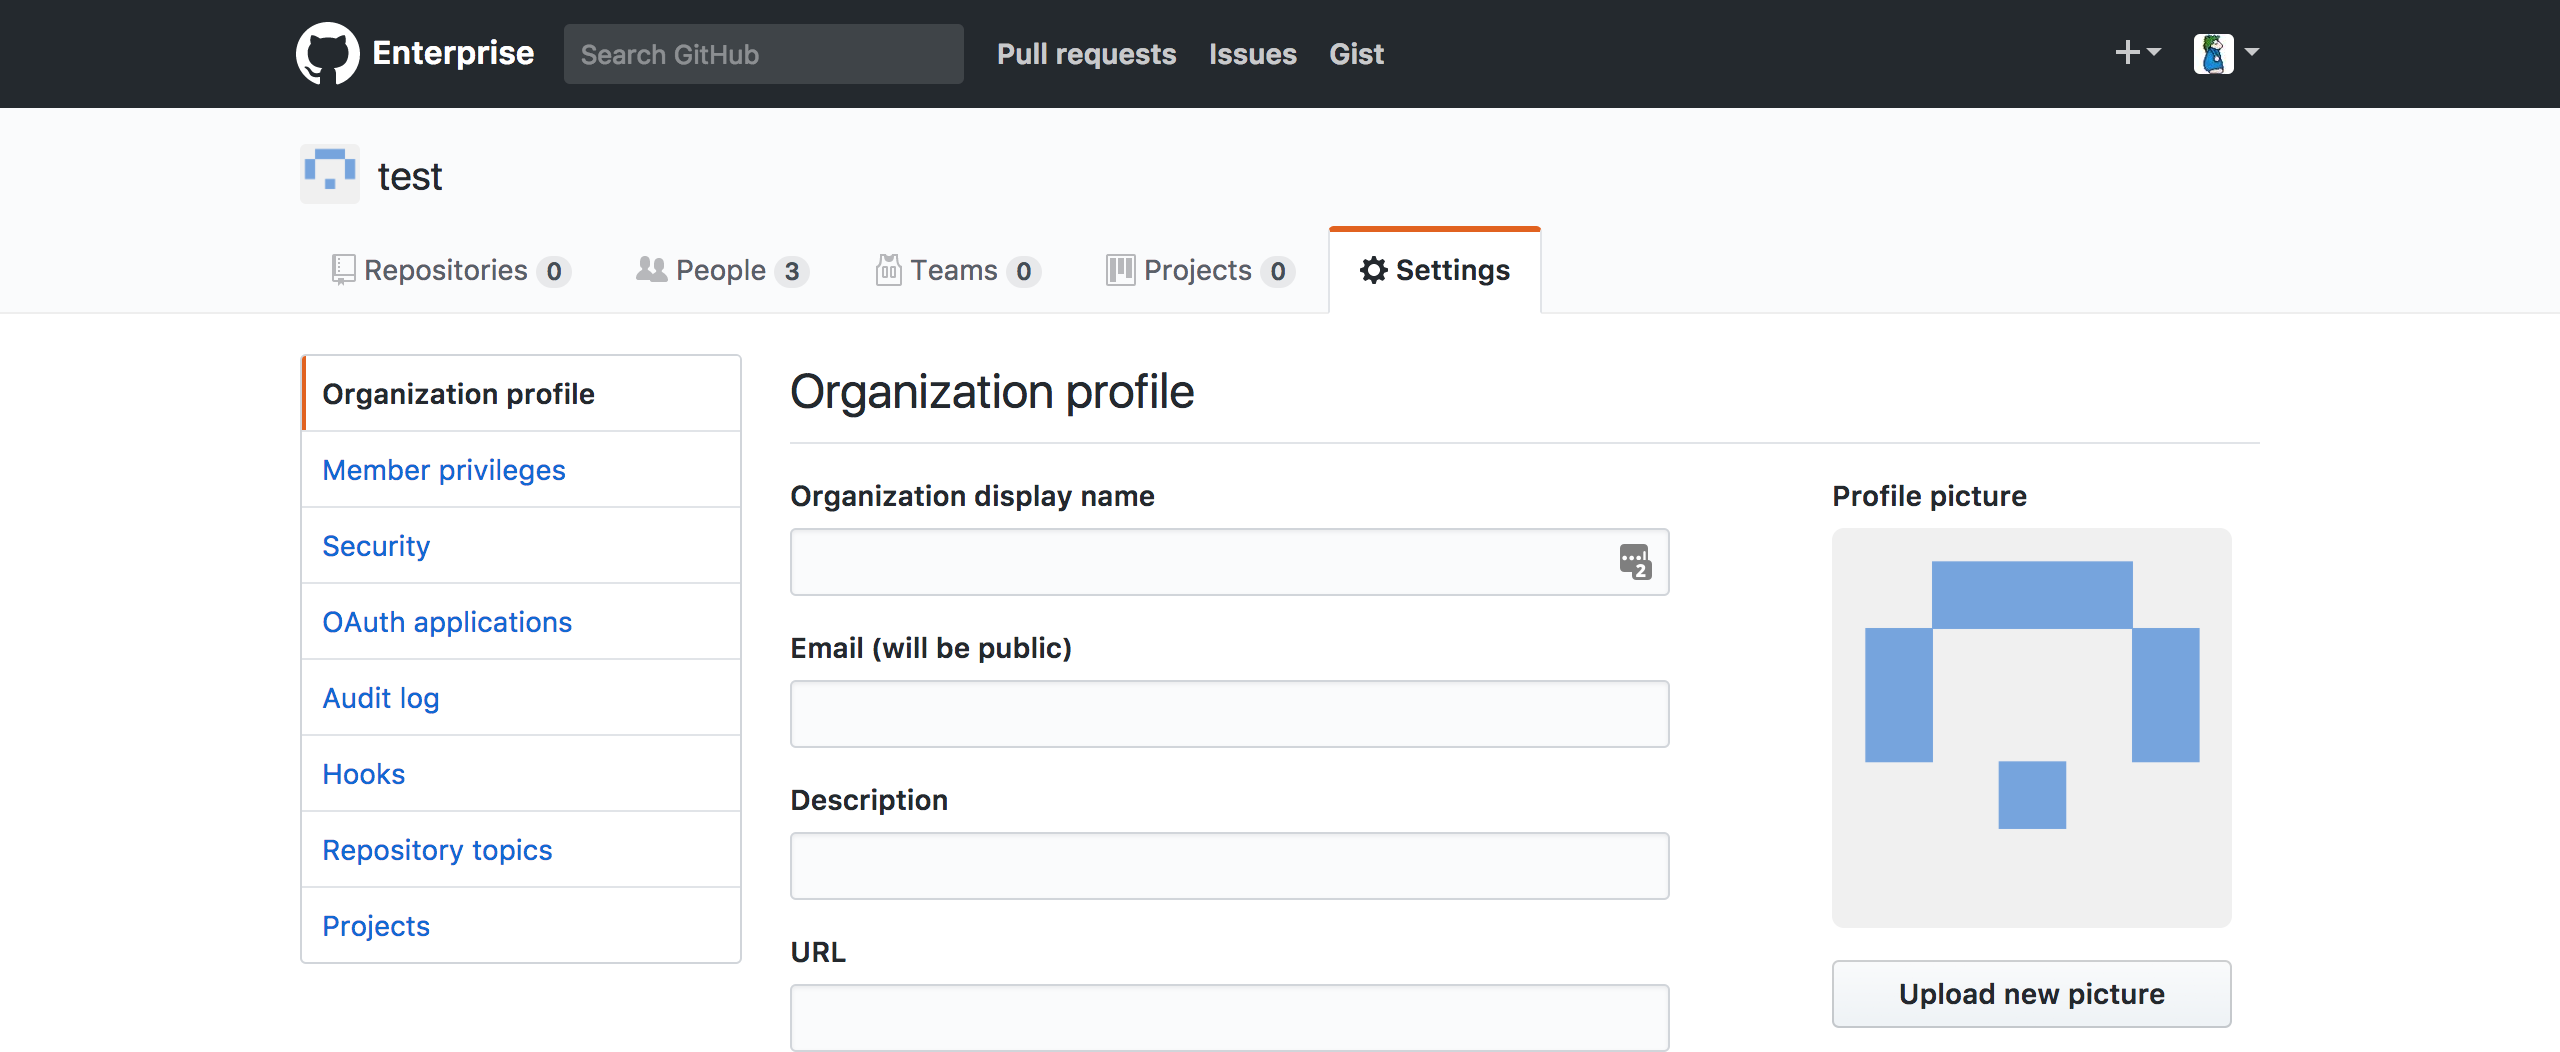 Enterprise Search GitHub Pull requests Issues Gist
test
Repositories 0 People 3 Teams 0 Projects 0 Settings
Organization profile
Member privileges
Security
OAuth applications
Audit log
Hooks
Repository topics
Projects
Organization profile
Organization display name
2
Email (will be public)
Description
URL
Profile picture
Upload new picture